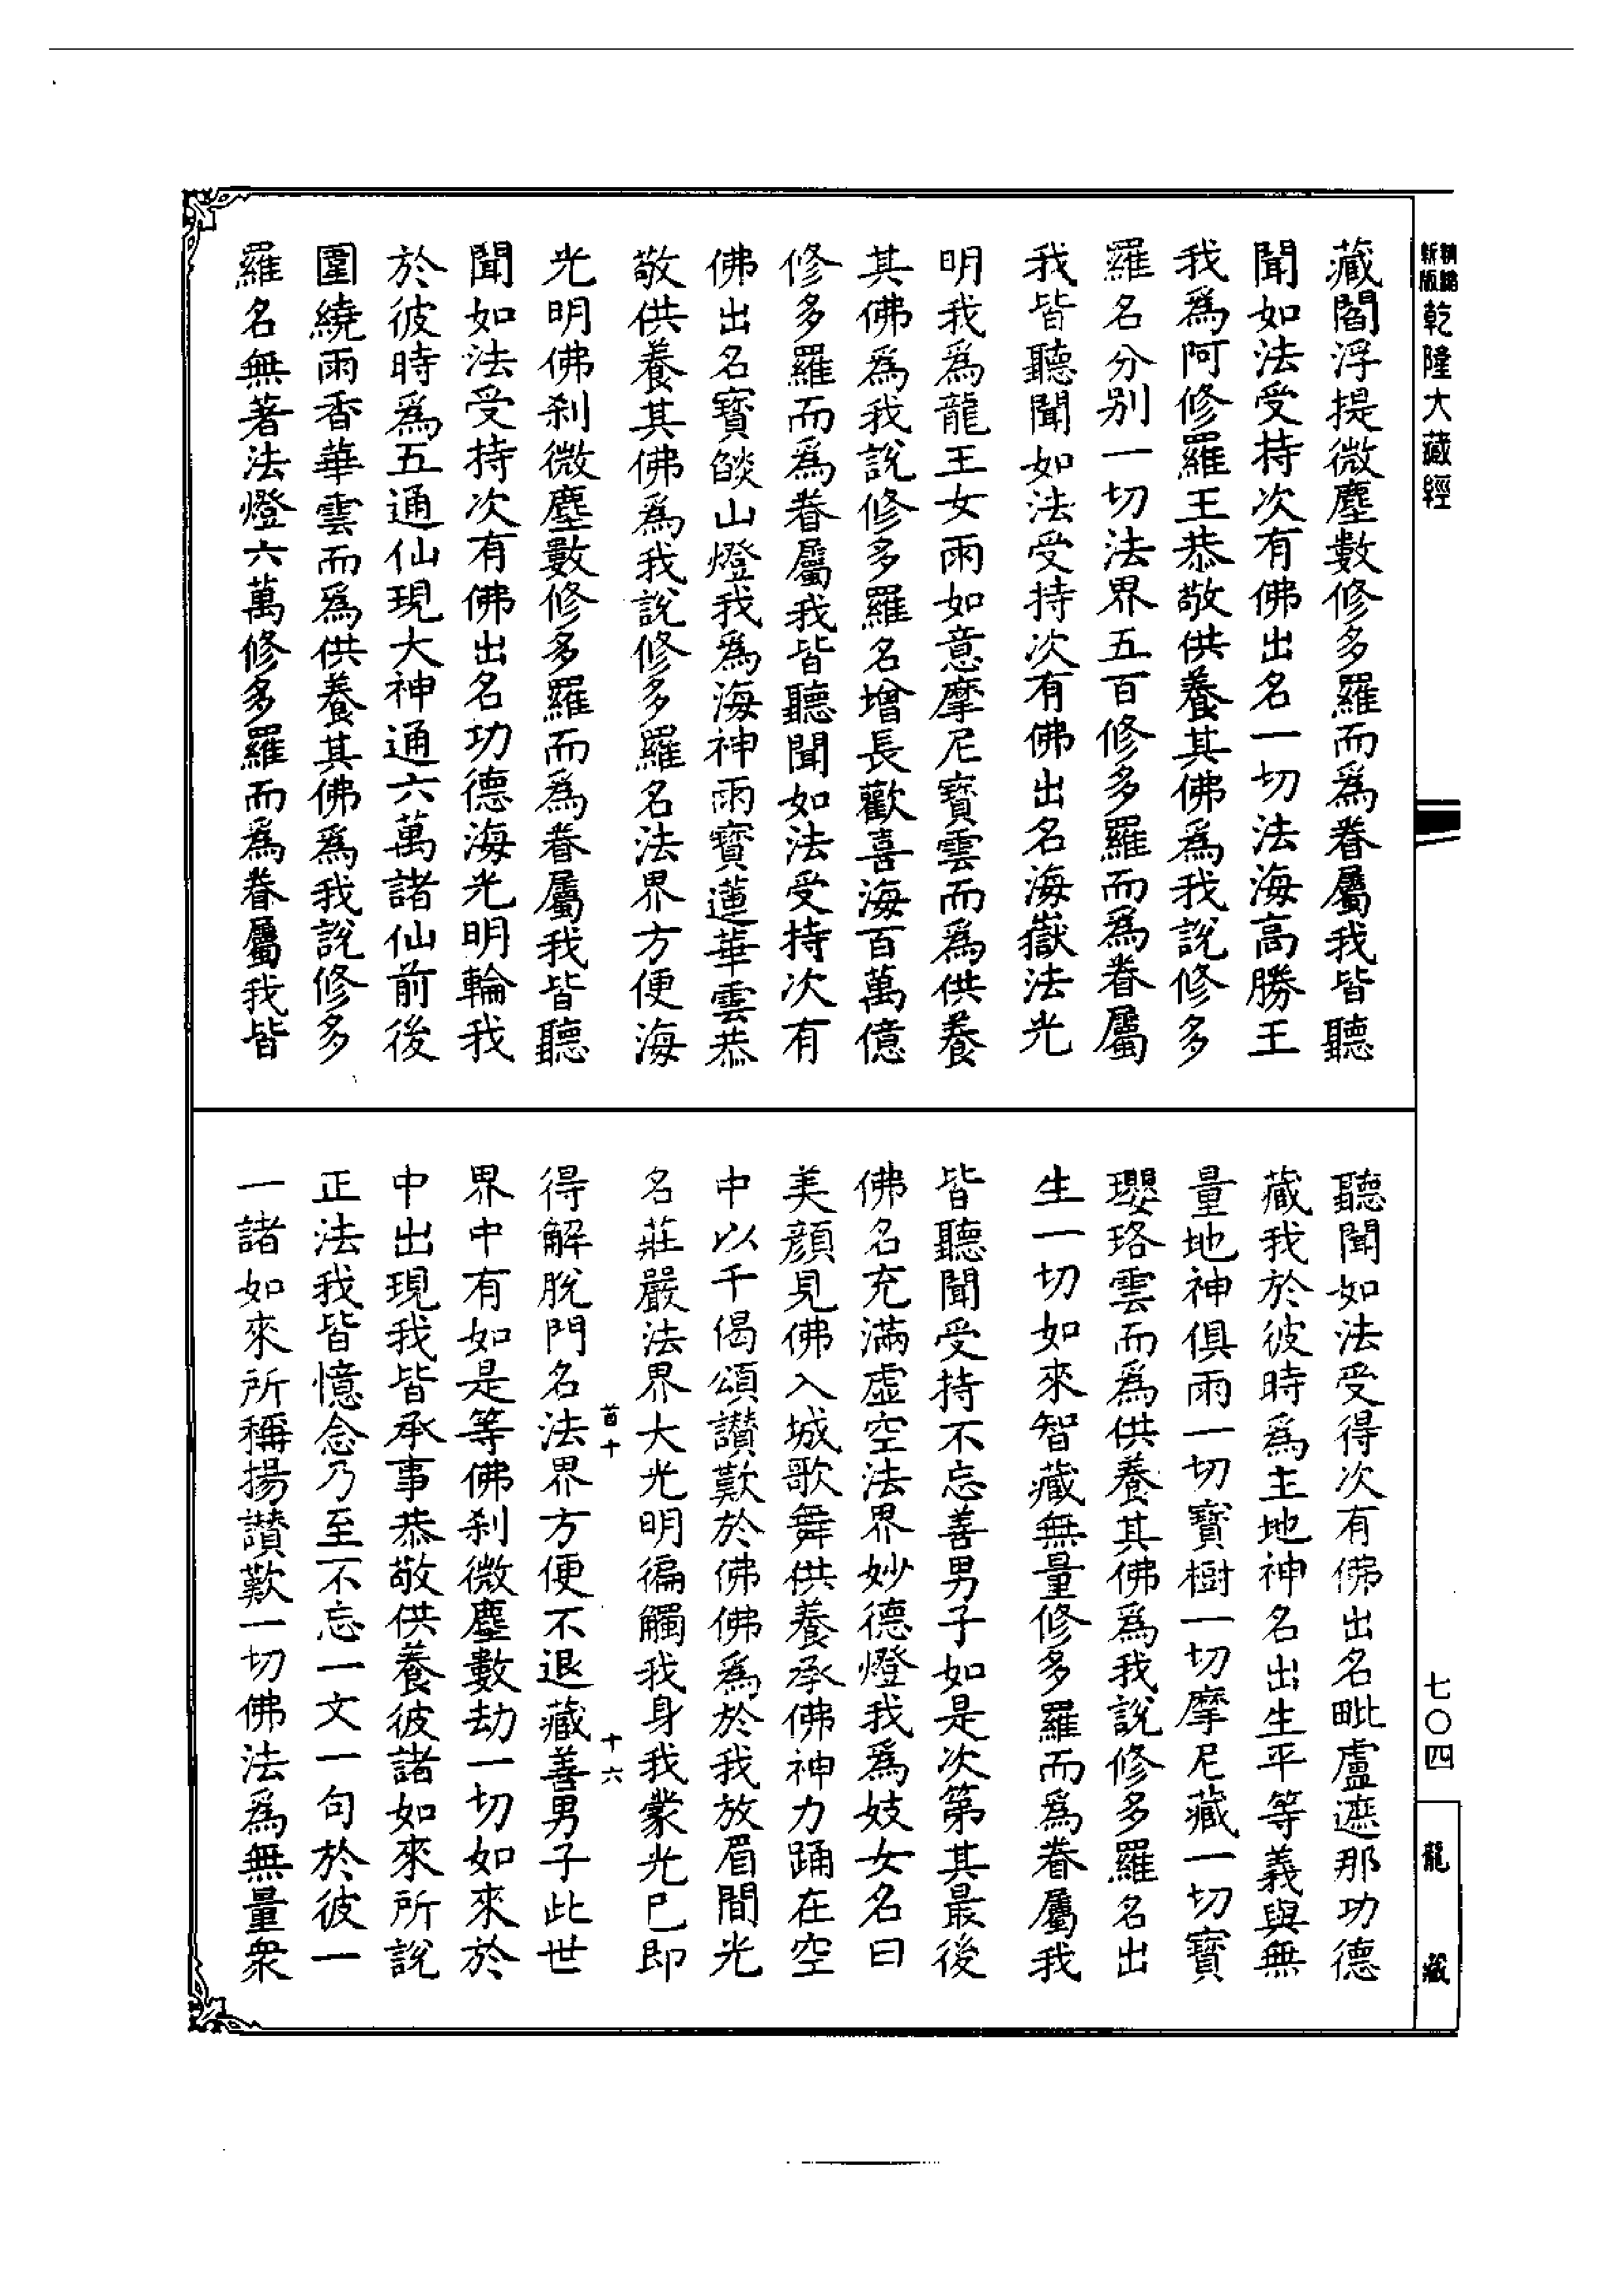 新版
乾隆大藏經
藏閻浮提微塵數修多羅而爲眷屬我皆聽
聞如法受持次有佛出名一切法海高勝王
我爲阿修羅王恭敬供養其佛爲我說修多
羅名分別一切法界五百修多羅而爲眷屬
我皆聽聞如法受持次有佛出名海嶽法光
明我爲龍王女雨如意摩尼寶雲而爲供養
其佛爲我說修多羅名增長歡喜海百萬億
修多羅而爲眷屬我皆聽聞如法受持次有
佛出名寶燄山燈我爲海神雨寶蓮華雲恭
敬供養其佛爲我說修多羅名法界方便海
光明佛刹微塵數修多羅而爲眷屬我皆聽
聞如法受持次有佛出名功德海光明輪我
於彼時爲五通仙現大神通六萬諸仙前後
圍繞雨香華雲而爲供養其佛爲我說修多
羅名無著法燈六萬修多羅而爲眷屬我皆
聽聞如法受得次有佛出名毗盧遮那功德
藏我於彼時爲主地神名出生平等義與無
量地神俱雨一切寶樹一切摩尼藏一切寶
瓔珞雲而爲供養其佛爲我說修多羅名出
生一切如來智藏無量修多羅而爲眷屬我
皆聽聞受持不忘善男子如是次第其最後
佛名充滿虛空法界妙德燈我爲妓女名曰
美顔見佛入城歌舞供養承佛神力踊在空
中以千偈頌讚歎於佛佛爲於我放眉間光
名莊嚴法界大光明徧觸我身我蒙光已即
得解脫門名法界方便不退藏善男子此世
界中有如是等佛刹微塵數劫一切如來於
中出現我皆承事恭敬供養彼諸如來所說
正法我皆憶念乃至不忘一文一句於彼一
一諸如來所稱揚讚歎一切佛法爲無量衆
十六
七〇四
龍藏